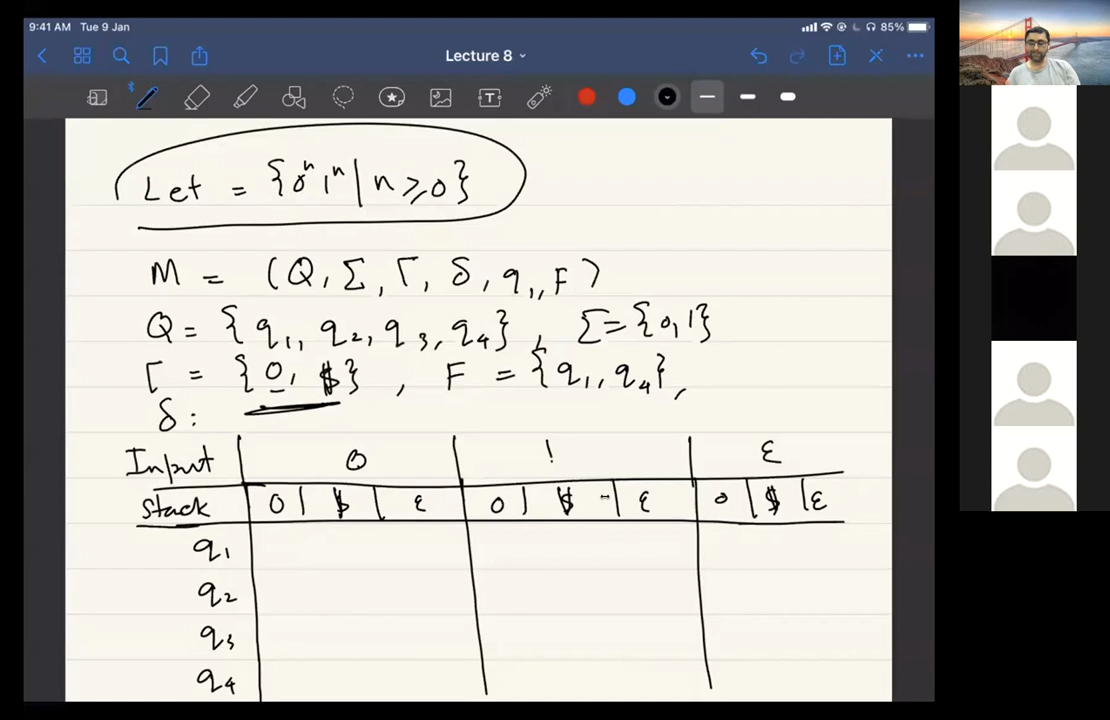 9:41 AM Tue 9 Jan 85%
Lecture 8
Let = {0ⁿ1ⁿ | n ≥ 0}
M = (Q, Σ, Γ, δ, q₁, F)
Q = {q₁, q₂, q₃, q₄}, Σ = {0, 1}
Γ = {0, $}, F = {q₁, q₄},
δ:
Input 0 1 ε
Stack 0 $ ε 0 $ ε 0 $ ε
q₁
q₂
q₃
q₄